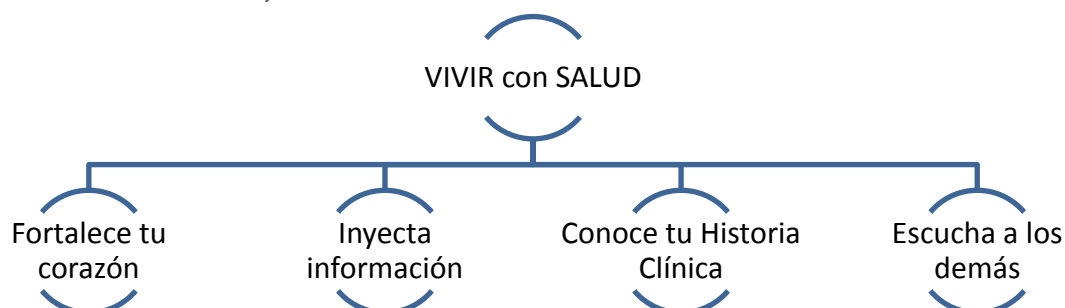 VIVIR con SALUD
Fortalece tu
corazón
Inyecta
información
Conoce tu Historia
Clínica
Escucha a los
demás